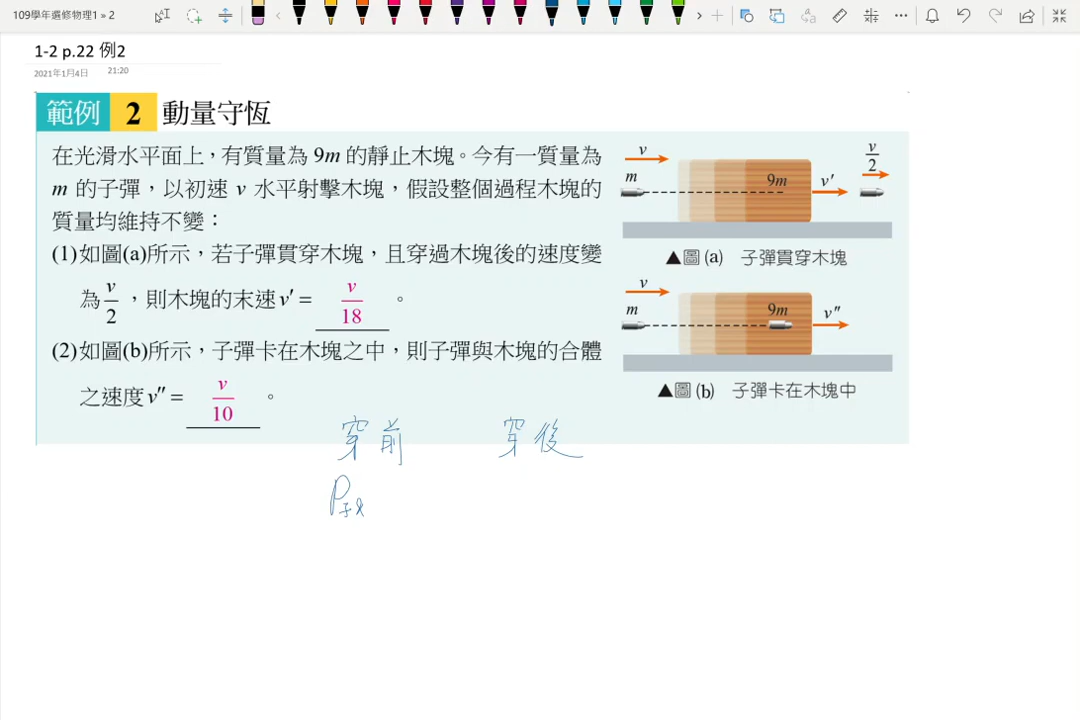 109學年選修物理1 » 2
1-2 p.22 例2
2021年1月4日 21:20
範例 2 動量守恆
在光滑水平面上，有質量為 9m 的靜止木塊。今有一質量為
m 的子彈，以初速 v 水平射擊木塊，假設整個過程木塊的
質量均維持不變：
(1)如圖(a)所示，若子彈貫穿木塊，且穿過木塊後的速度變
為 v/2，則木塊的末速 v′ = v/18 。
(2)如圖(b)所示，子彈卡在木塊之中，則子彈與木塊的合體
之速度 v″ = v/10 。
v
m
9m
v′
v/2
▲圖(a) 子彈貫穿木塊
v
m
9m
v″
▲圖(b) 子彈卡在木塊中
穿前 穿後
P子